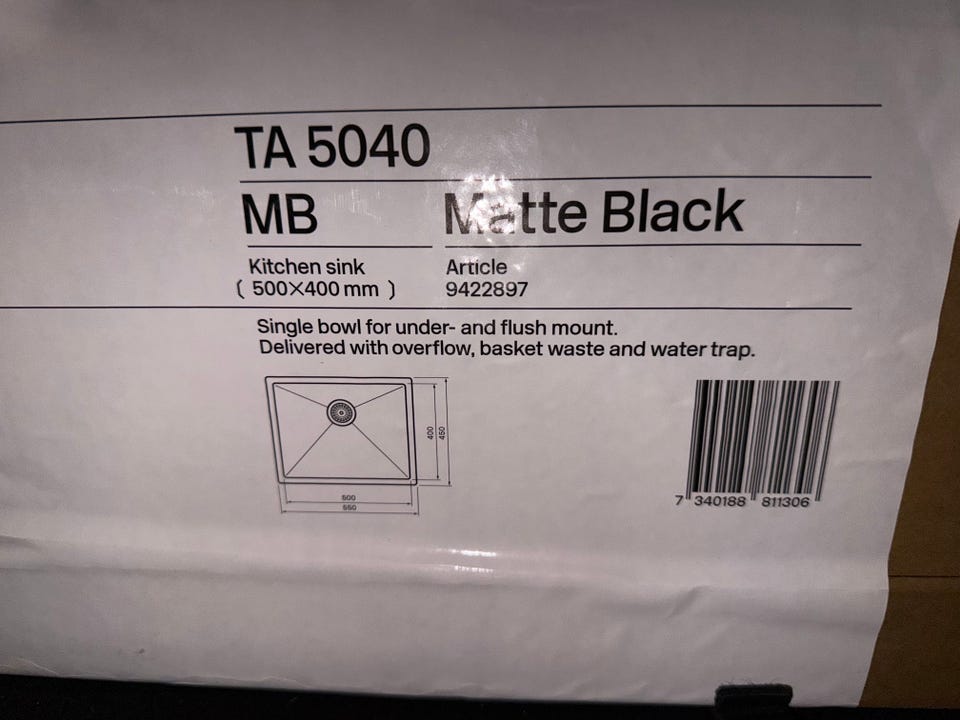 TA 5040
MB Matte Black
Kitchen sink Article
( 500×400 mm ) 9422897
Single bowl for under- and flush mount.
Delivered with overflow, basket waste and water trap.
400
450
500
550
7 340188 811306